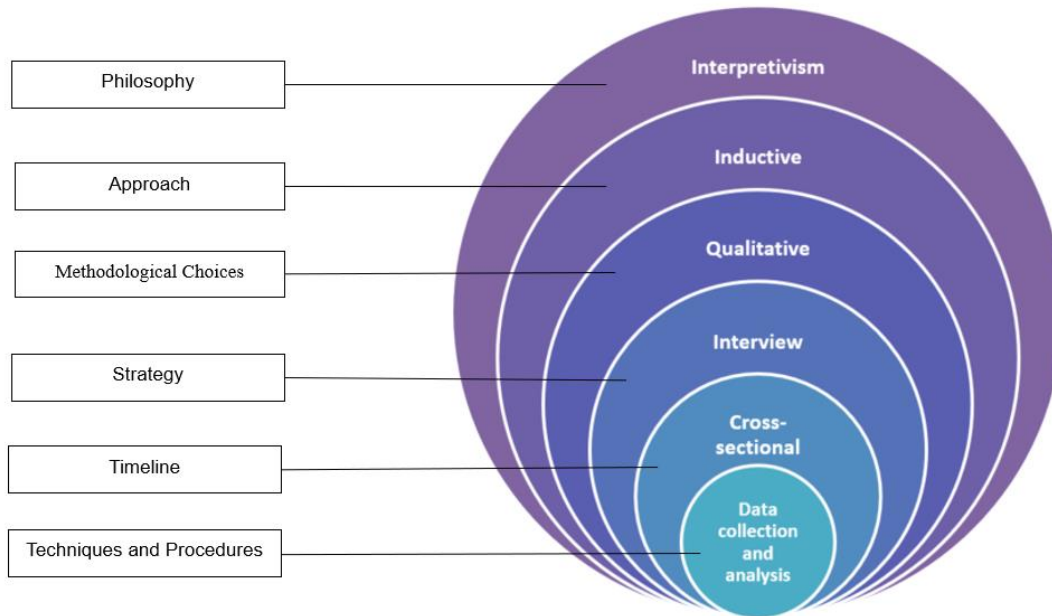 Philosophy
Interpretivism
Approach
Inductive
Methodological Choices
Qualitative
Strategy
Interview
Timeline
Cross-
sectional
Techniques and Procedures
Data
collection
and
analysis